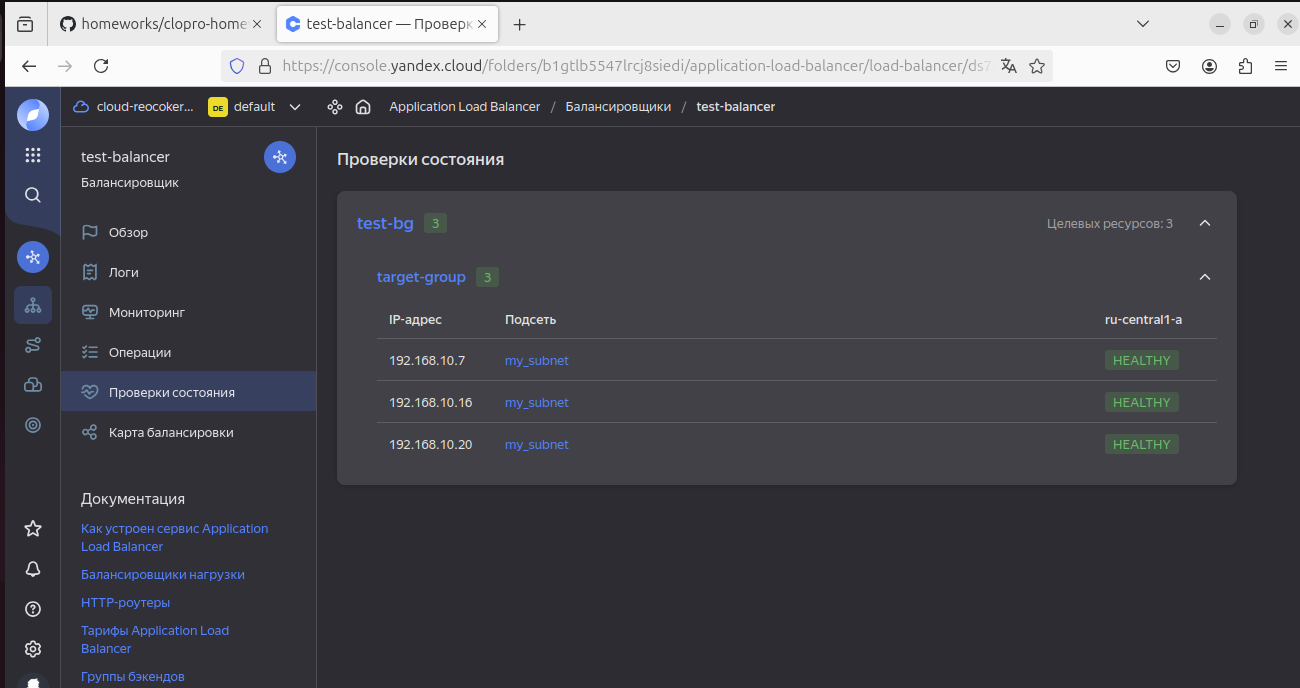 homeworks/clopro-home
test-balancer — Проверк
https://console.yandex.cloud/folders/b1gtlb5547lrcj8siedi/application-load-balancer/load-balancer/ds7
cloud-reocoker...
DE default
Application Load Balancer / Балансировщики / test-balancer
test-balancer
Балансировщик
Обзор
Логи
Мониторинг
Операции
Проверки состояния
Карта балансировки
Документация
Как устроен сервис Application
Load Balancer
Балансировщики нагрузки
HTTP-роутеры
Тарифы Application Load
Balancer
Группы бэкендов
Проверки состояния
test-bg 3
Целевых ресурсов: 3
target-group 3
IP-адрес Подсеть ru-central1-a
192.168.10.7 my_subnet HEALTHY
192.168.10.16 my_subnet HEALTHY
192.168.10.20 my_subnet HEALTHY